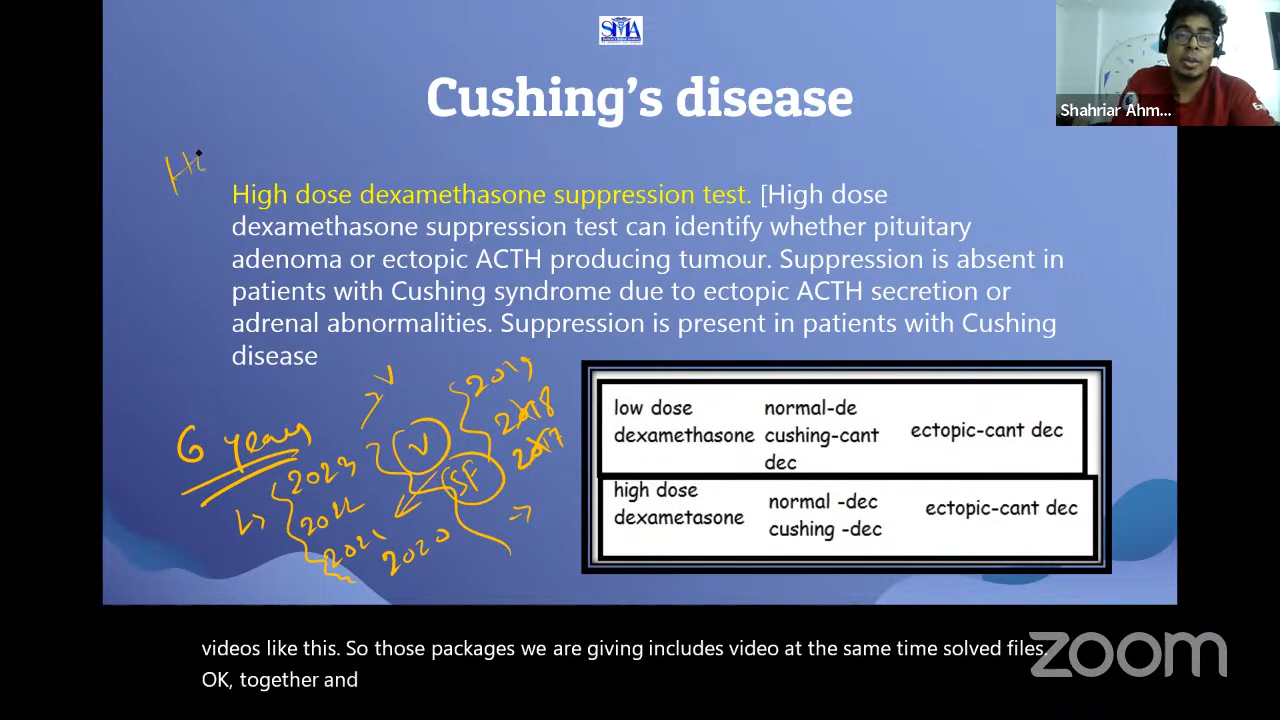 SMA
Cushing's disease
Shahriar Ahm...
High dose dexamethasone suppression test. [High dose
dexamethasone suppression test can identify whether pituitary
adenoma or ectopic ACTH producing tumour. Suppression is absent in
patients with Cushing syndrome due to ectopic ACTH secretion or
adrenal abnormalities. Suppression is present in patients with Cushing
disease
6 years
2023
2022
2021
2020
V
SF
2019
2018
2017
low dose
dexamethasone
normal-de
cushing-cant
dec
ectopic-cant dec
high dose
dexametasone
normal -dec
cushing -dec
ectopic-cant dec
videos like this. So those packages we are giving includes video at the same time solved files.
OK, together and
zoom